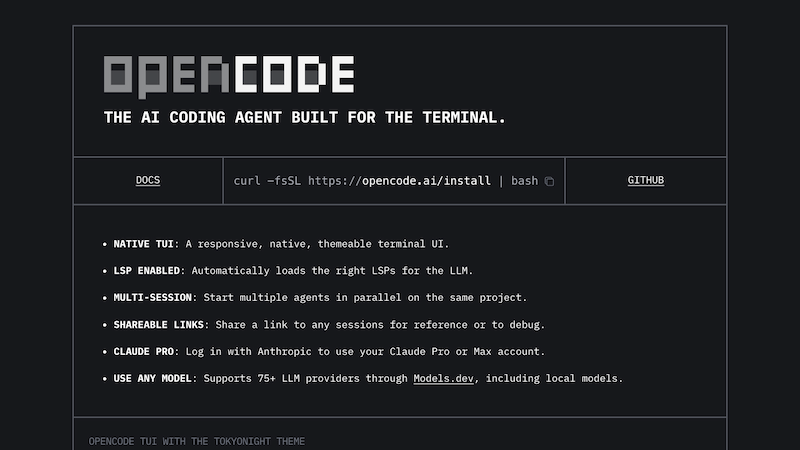 OPENCODE
THE AI CODING AGENT BUILT FOR THE TERMINAL.
DOCS
curl -fsSL https://opencode.ai/install | bash
GITHUB
• NATIVE TUI: A responsive, native, themeable terminal UI.
• LSP ENABLED: Automatically loads the right LSPs for the LLM.
• MULTI-SESSION: Start multiple agents in parallel on the same project.
• SHAREABLE LINKS: Share a link to any sessions for reference or to debug.
• CLAUDE PRO: Log in with Anthropic to use your Claude Pro or Max account.
• USE ANY MODEL: Supports 75+ LLM providers through Models.dev, including local models.
OPENCODE TUI WITH THE TOKYONIGHT THEME